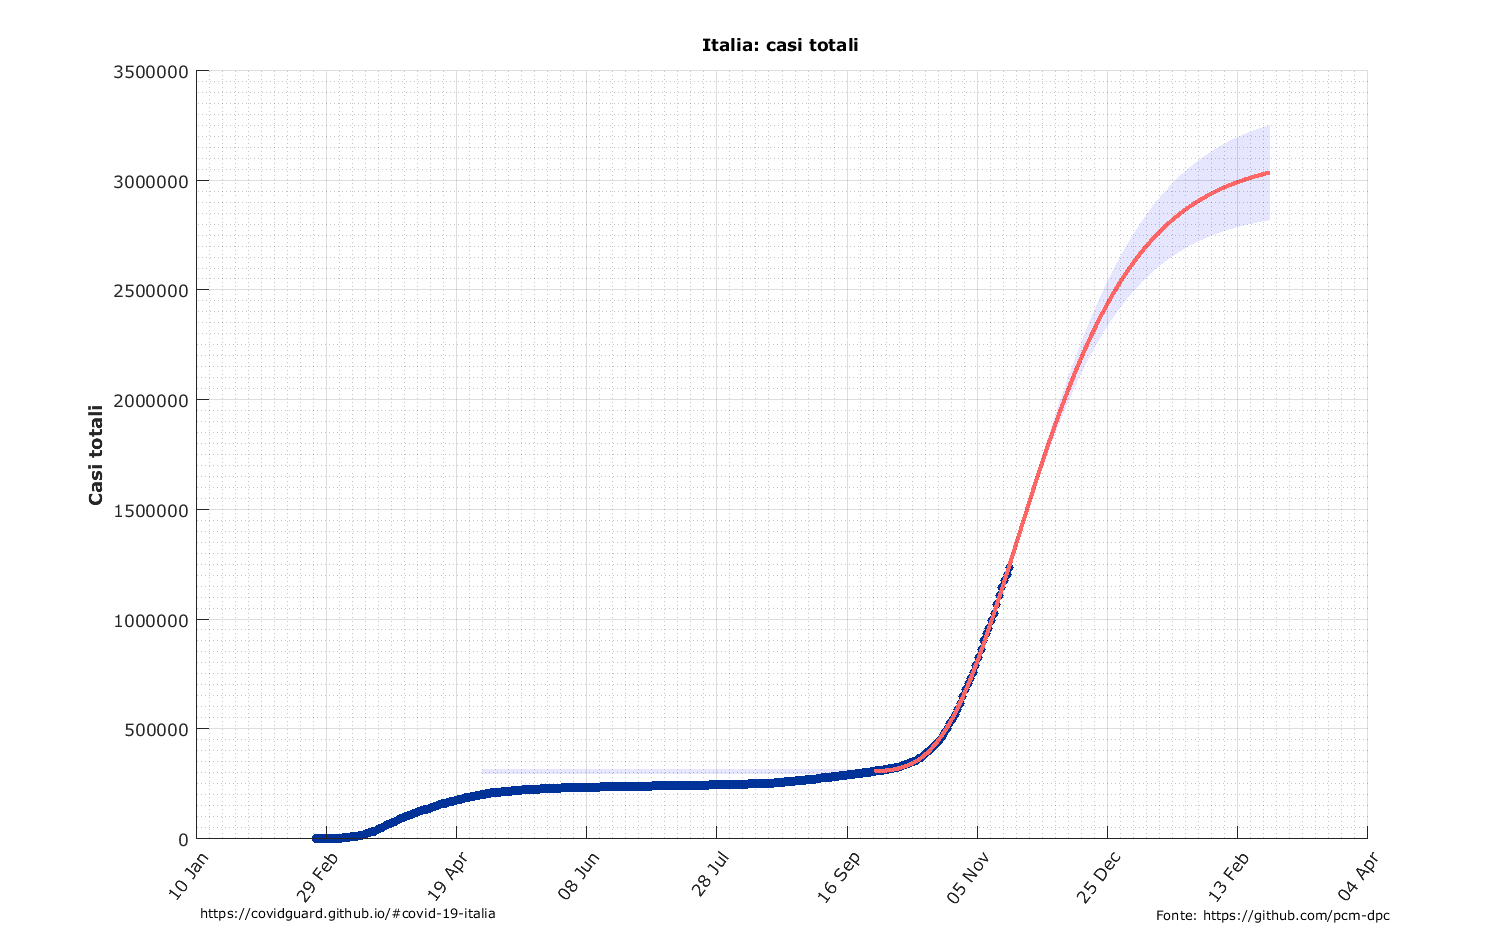 Italia: casi totali
3500000
3000000
2500000
2000000
1500000
1000000
500000
0
Casi totali
10 Jan
29 Feb
19 Apr
08 Jun
28 Jul
16 Sep
05 Nov
25 Dec
13 Feb
04 Apr
https://covidguard.github.io/#covid-19-italia
Fonte: https://github.com/pcm-dpc